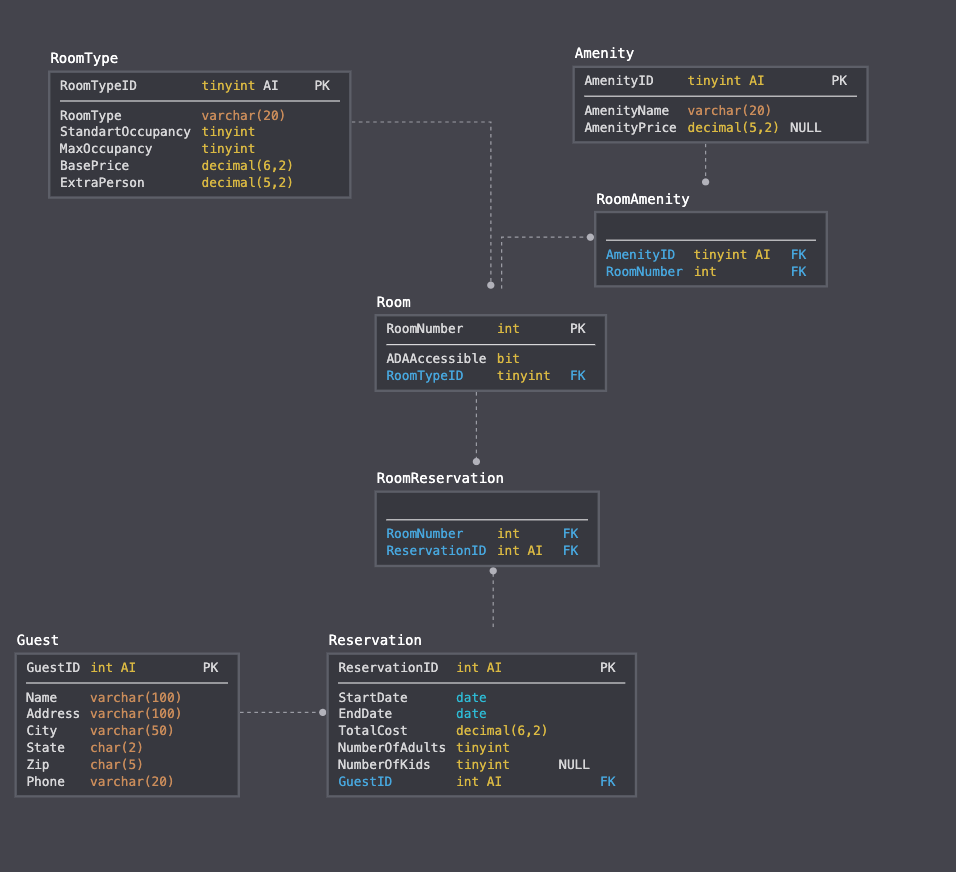 RoomType
RoomTypeID tinyint AI PK
RoomType varchar(20)
StandartOccupancy tinyint
MaxOccupancy tinyint
BasePrice decimal(6,2)
ExtraPerson decimal(5,2)
Amenity
AmenityID tinyint AI PK
AmenityName varchar(20)
AmenityPrice decimal(5,2) NULL
RoomAmenity
AmenityID tinyint AI FK
RoomNumber int FK
Room
RoomNumber int PK
ADAAccessible bit
RoomTypeID tinyint FK
RoomReservation
RoomNumber int FK
ReservationID int AI FK
Guest
GuestID int AI PK
Name varchar(100)
Address varchar(100)
City varchar(50)
State char(2)
Zip char(5)
Phone varchar(20)
Reservation
ReservationID int AI PK
StartDate date
EndDate date
TotalCost decimal(6,2)
NumberOfAdults tinyint
NumberOfKids tinyint NULL
GuestID int AI FK